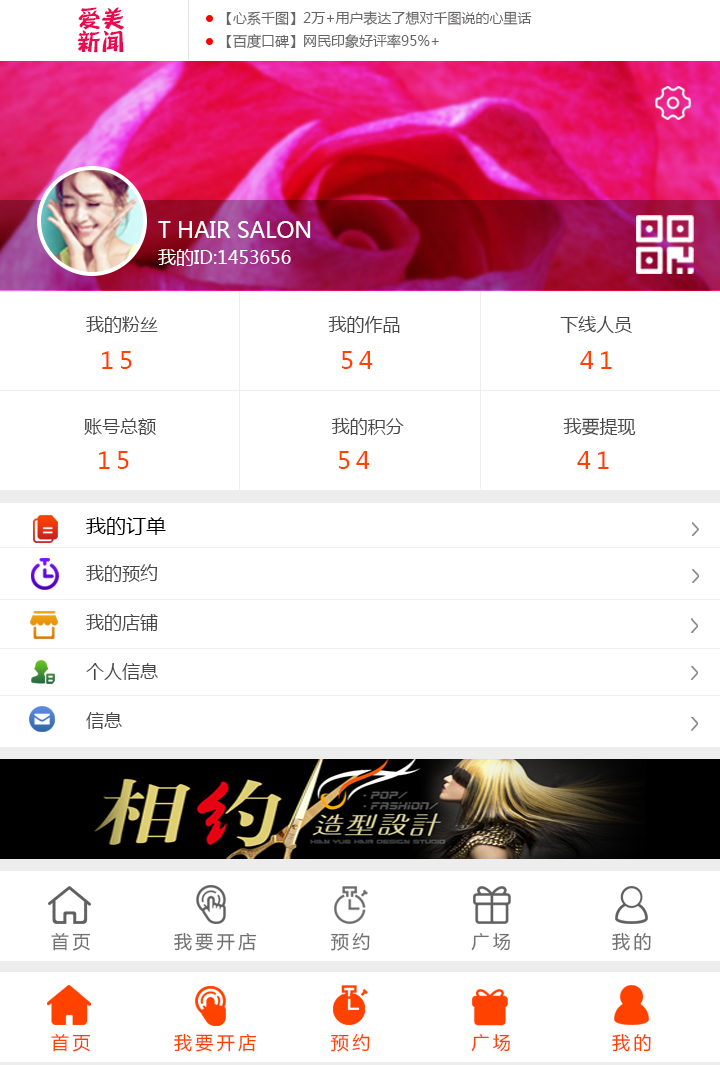 爱美
新闻
【心系千图】2万+用户表达了想对千图说的心里话
【百度口碑】网民印象好评率95%+
T HAIR SALON
我的ID:1453656
我的粉丝 我的作品 下线人员
15 54 41
账号总额 我的积分 我要提现
15 54 41
我的订单
我的预约
我的店铺
个人信息
信息
相约
POP/
FASHION/
造型設計
HAIR DESIGN STUDIO
首页 我要开店 预约 广场 我的
首页 我要开店 预约 广场 我的